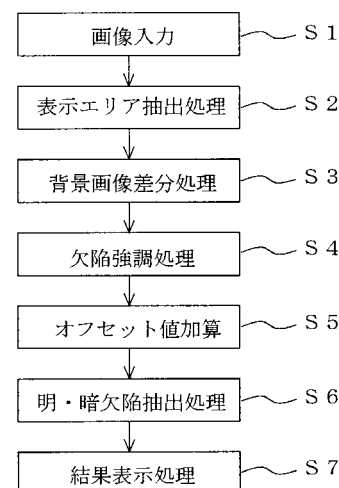 画像入力 S1
表示エリア抽出処理 S2
背景画像差分処理 S3
欠陥強調処理 S4
オフセット値加算 S5
明・暗欠陥抽出処理 S6
結果表示処理 S7